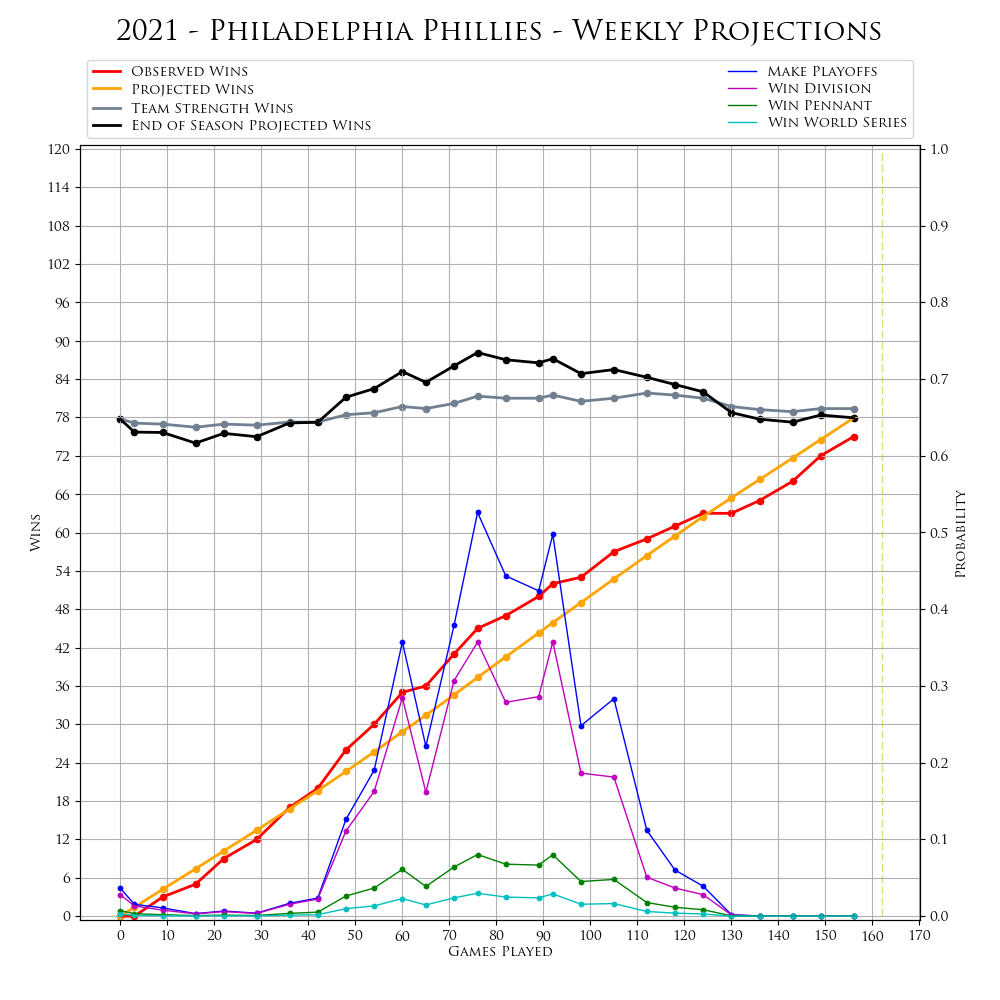 2021 - Philadelphia Phillies - Weekly Projections
Observed Wins
Projected Wins
Team Strength Wins
End of Season Projected Wins
Make Playoffs
Win Division
Win Pennant
Win World Series
120
114
108
102
96
90
84
78
72
66
60
54
48
42
36
30
24
18
12
6
0
Wins
1.0
0.9
0.8
0.7
0.6
0.5
0.4
0.3
0.2
0.1
0.0
Probability
0 10 20 30 40 50 60 70 80 90 100 110 120 130 140 150 160 170
Games Played